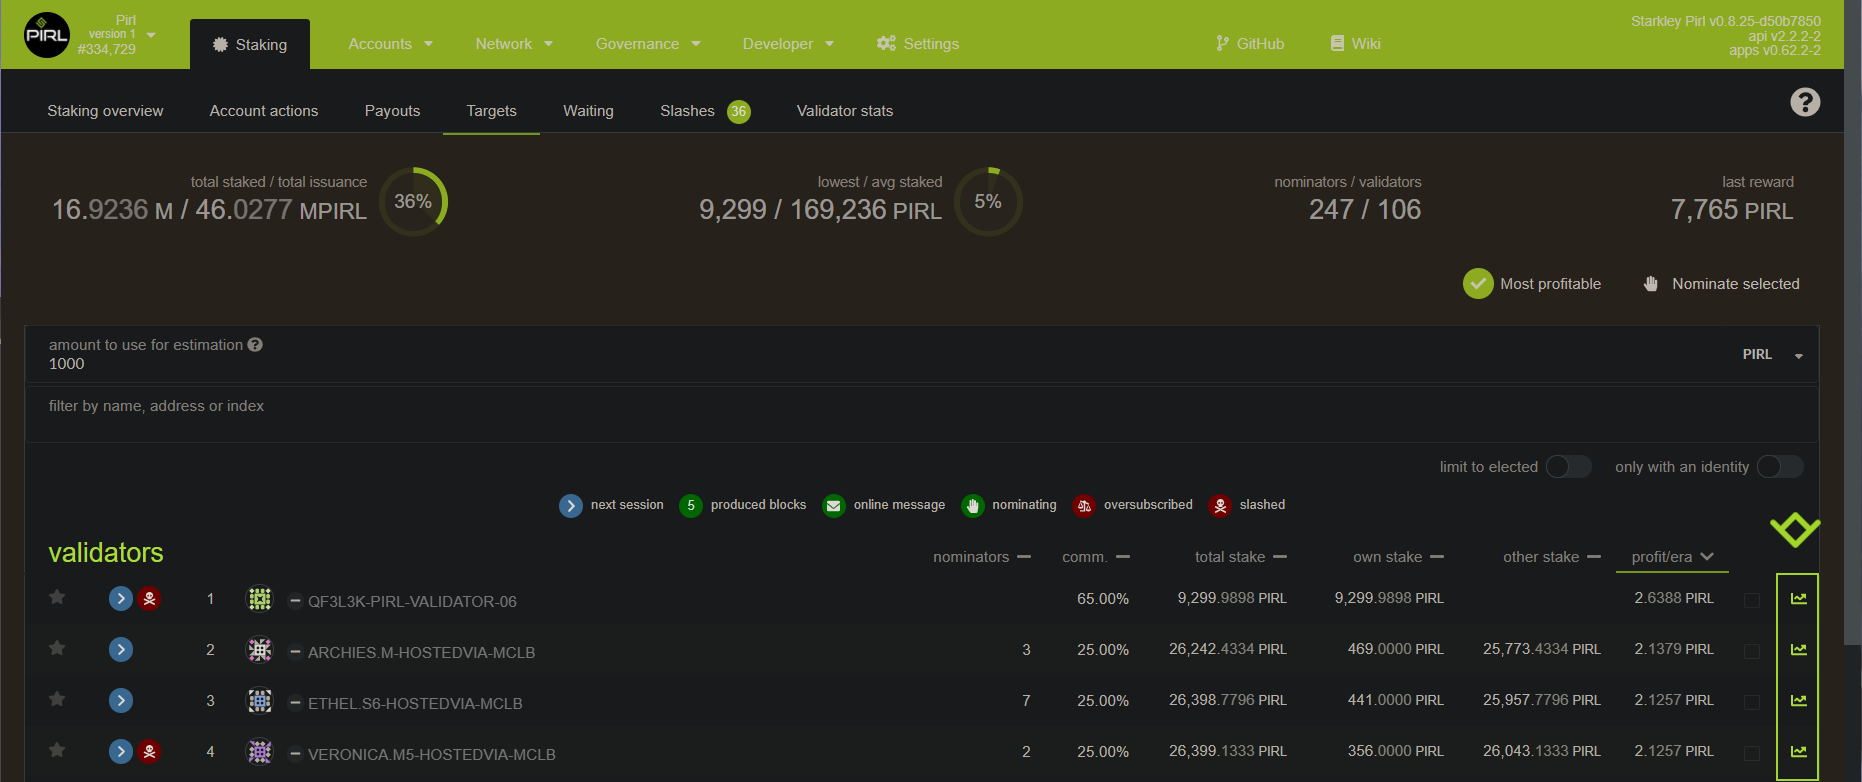 PIRL
Pirl
version 1
#334,729
Staking
Accounts
Network
Governance
Developer
Settings
GitHub
Wiki
Starkley Pirl v0.8.25-d50b7850
api v2.2.2-2
apps v0.62.2-2
Staking overview
Account actions
Payouts
Targets
Waiting
Slashes 36
Validator stats
?
total staked / total issuance
16.9236 M / 46.0277 MPIRL
36%
lowest / avg staked
9,299 / 169,236 PIRL
5%
nominators / validators
247 / 106
last reward
7,765 PIRL
Most profitable
Nominate selected
amount to use for estimation ?
1000
PIRL
filter by name, address or index
limit to elected
only with an identity
next session
5 produced blocks
online message
nominating
oversubscribed
slashed
validators nominators comm. total stake own stake other stake profit/era
1 QF3L3K-PIRL-VALIDATOR-06 65.00% 9,299.9898 PIRL 9,299.9898 PIRL 2.6388 PIRL
2 ARCHIES.M-HOSTEDVIA-MCLB 3 25.00% 26,242.4334 PIRL 469.0000 PIRL 25,773.4334 PIRL 2.1379 PIRL
3 ETHEL.S6-HOSTEDVIA-MCLB 7 25.00% 26,398.7796 PIRL 441.0000 PIRL 25,957.7796 PIRL 2.1257 PIRL
4 VERONICA.M5-HOSTEDVIA-MCLB 2 25.00% 26,399.1333 PIRL 356.0000 PIRL 26,043.1333 PIRL 2.1257 PIRL